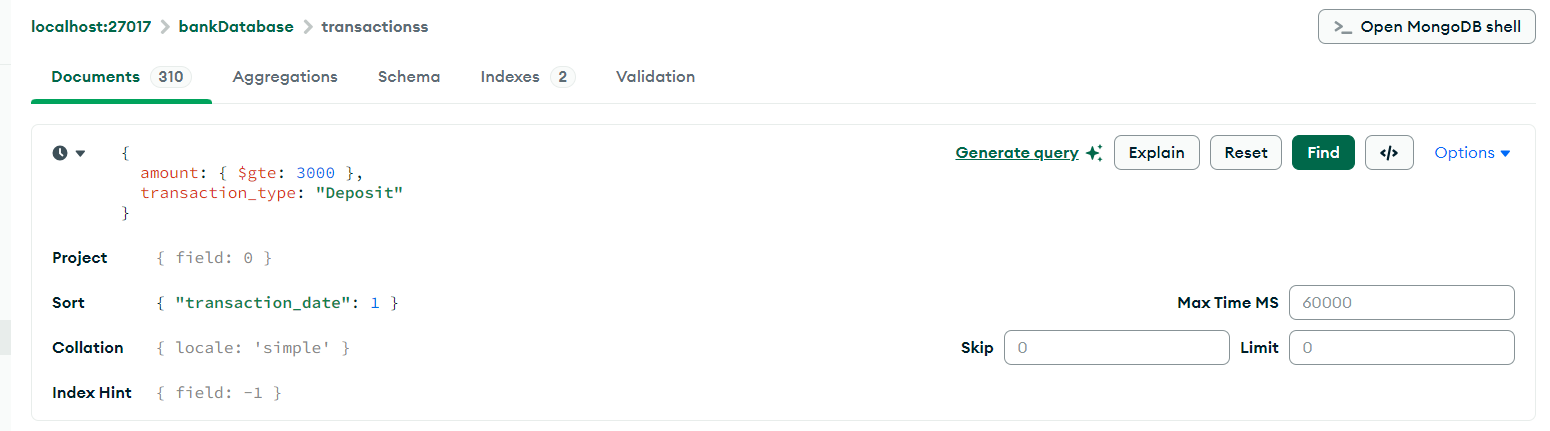 localhost:27017 > bankDatabase > transactionss
>_ Open MongoDB shell
Documents 310 Aggregations Schema Indexes 2 Validation
{
Generate query Explain Reset Find </> Options
amount: { $gte: 3000 },
transaction_type: "Deposit"
}
Project { field: 0 }
Sort { "transaction_date": 1 }
Max Time MS 60000
Collation { locale: 'simple' }
Skip 0 Limit 0
Index Hint { field: -1 }